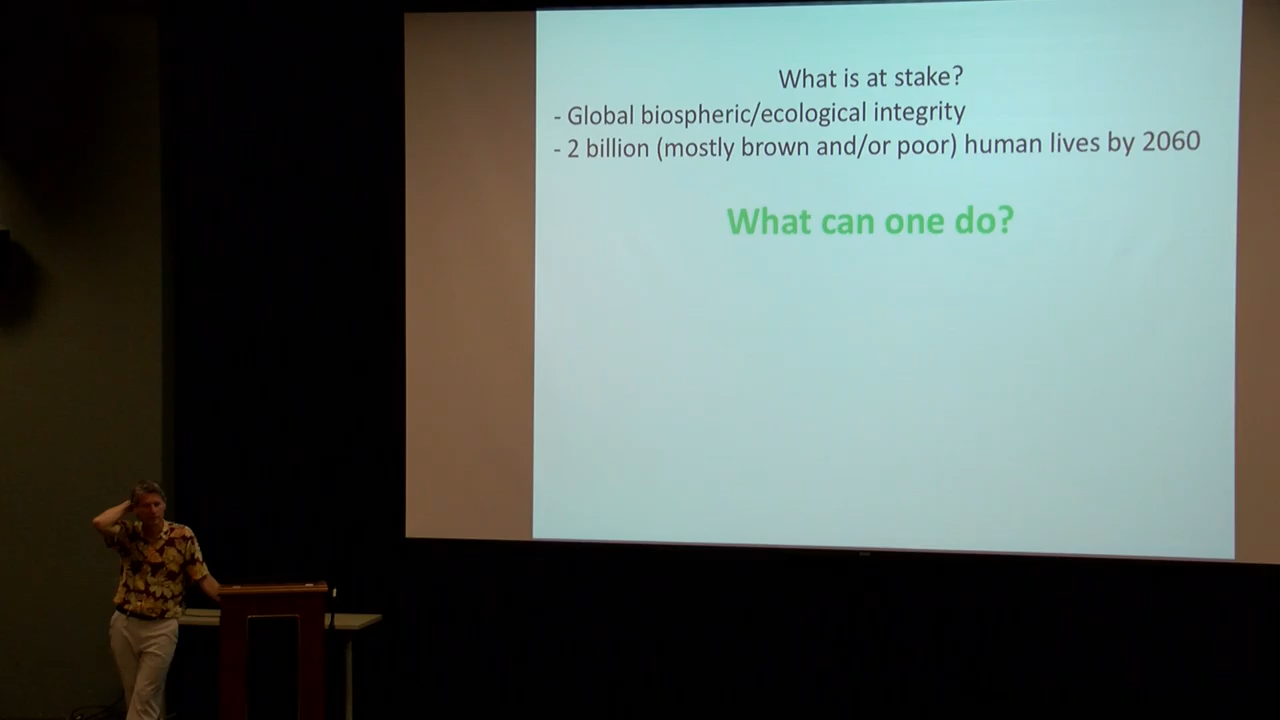 What is at stake?
- Global biospheric/ecological integrity
- 2 billion (mostly brown and/or poor) human lives by 2060
What can one do?